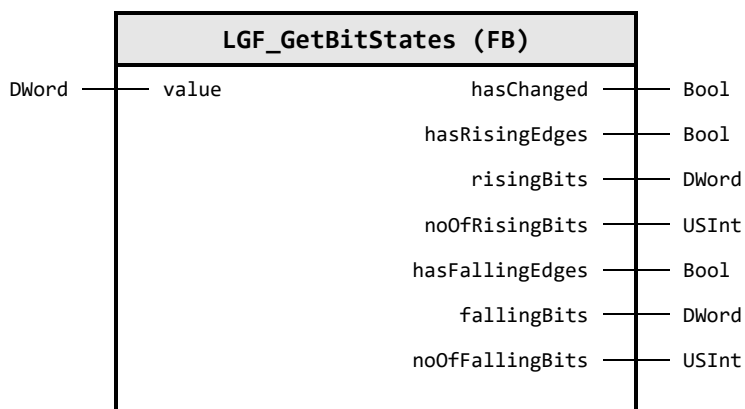 LGF_GetBitStates (FB)
DWord value hasChanged Bool
hasRisingEdges Bool
risingBits DWord
noOfRisingBits USInt
hasFallingEdges Bool
fallingBits DWord
noOfFallingBits USInt